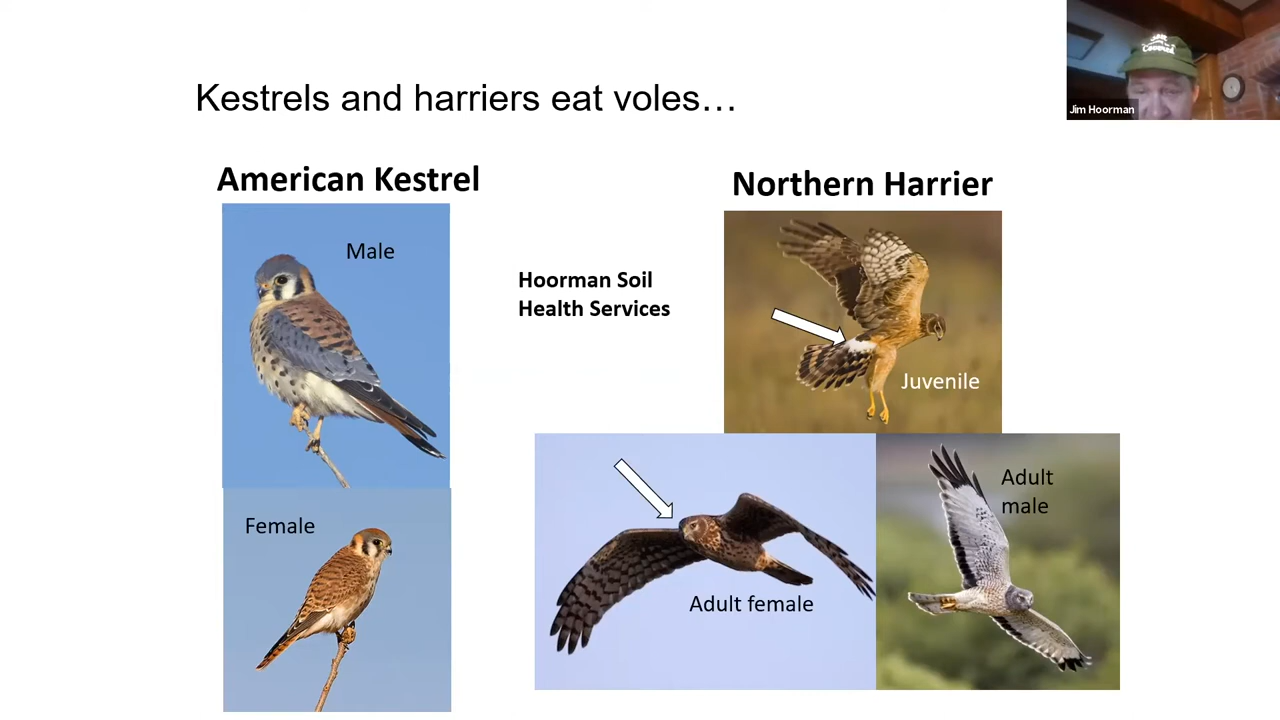 Kestrels and harriers eat voles…
Jim Hoorman
American Kestrel
Northern Harrier
Male
Hoorman Soil
Health Services
Juvenile
Female
Adult female
Adult
male